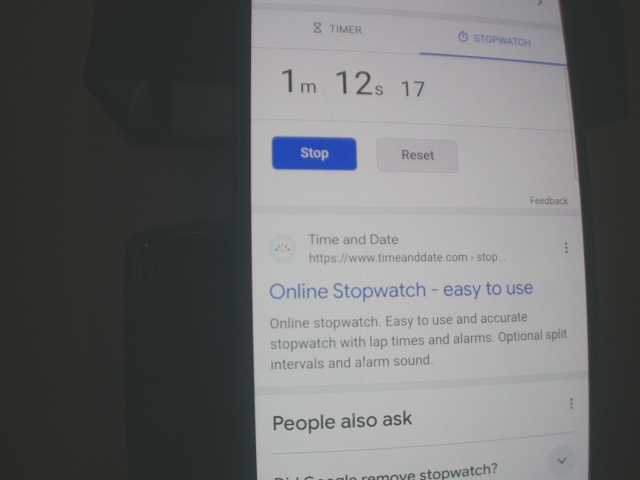 TIMER
STOPWATCH
1m 12s 17
Stop
Reset
Feedback
Time and Date
https://www.timeanddate.com › stop...
Online Stopwatch - easy to use
Online stopwatch. Easy to use and accurate
stopwatch with lap times and alarms. Optional split
intervals and alarm sound.
People also ask
Did Google remove stopwatch?